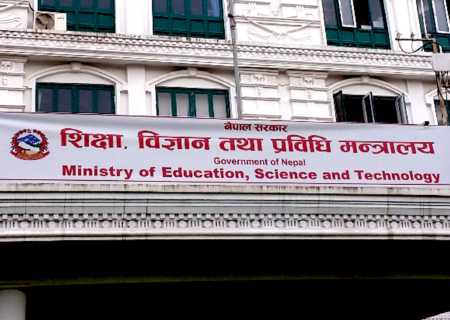 नेपाल सरकार
शिक्षा, विज्ञान तथा प्रविधि मन्त्रालय
Government of Nepal
Ministry of Education, Science and Technology